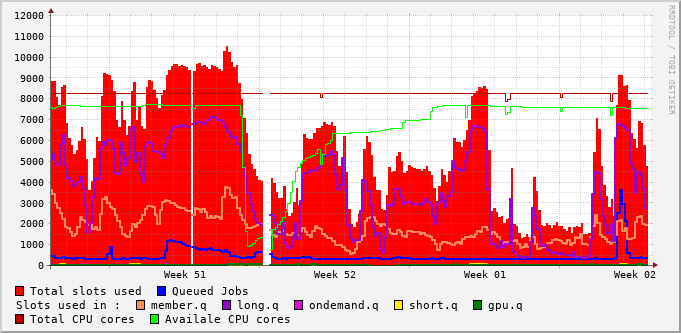 12000
11000
10000
9000
8000
7000
6000
5000
4000
3000
2000
1000
0
Week 51 Week 52 Week 01 Week 02
RRDTOOL / TOBI OETIKER
Total slots used Queued Jobs
Slots used in : member.q long.q ondemand.q short.q gpu.q
Total CPU cores Availale CPU cores